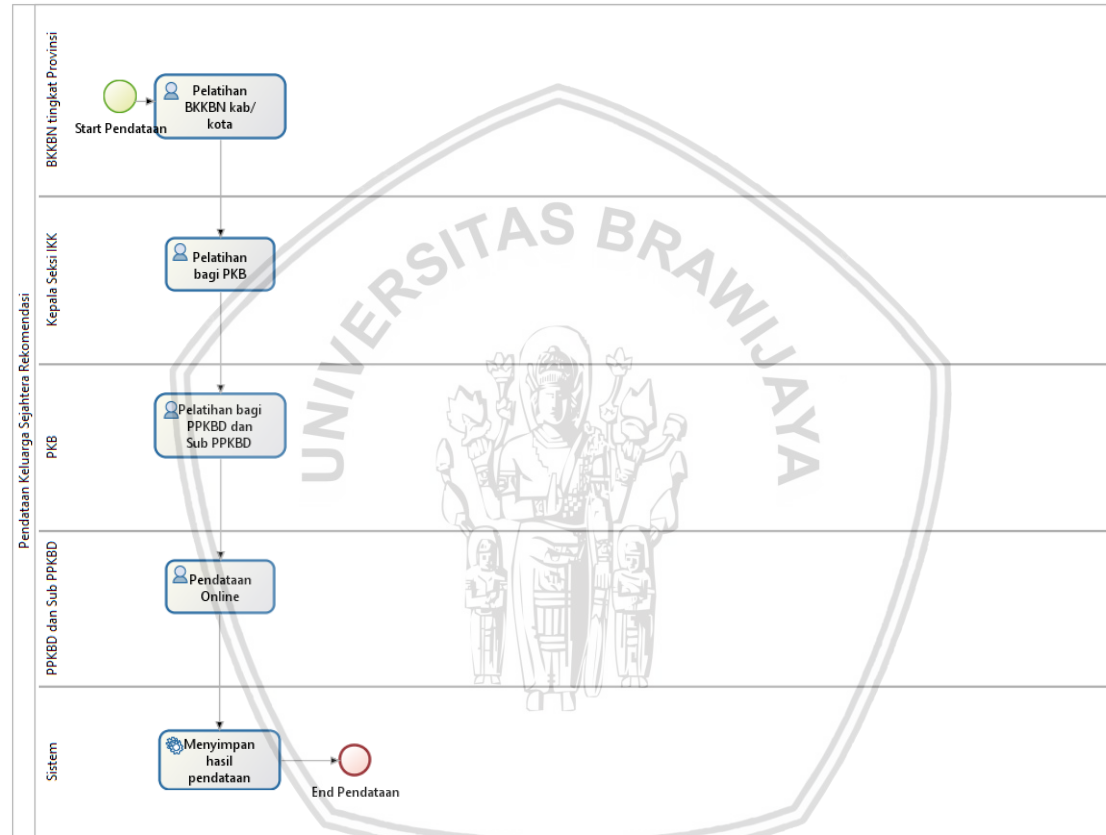 Pendataan Keluarga Sejahtera Rekomendasi
BKKBN tingkat Provinsi
Start Pendataan
Pelatihan
BKKBN kab/
kota
Kepala Seksi IKK
Pelatihan
bagi PKB
PKB
Pelatihan bagi
PPKBD dan
Sub PPKBD
PPKBD dan Sub PPKBD
Pendataan
Online
Sistem
Menyimpan
hasil
pendataan
End Pendataan
UNIVERSITAS BRAWIJAYA